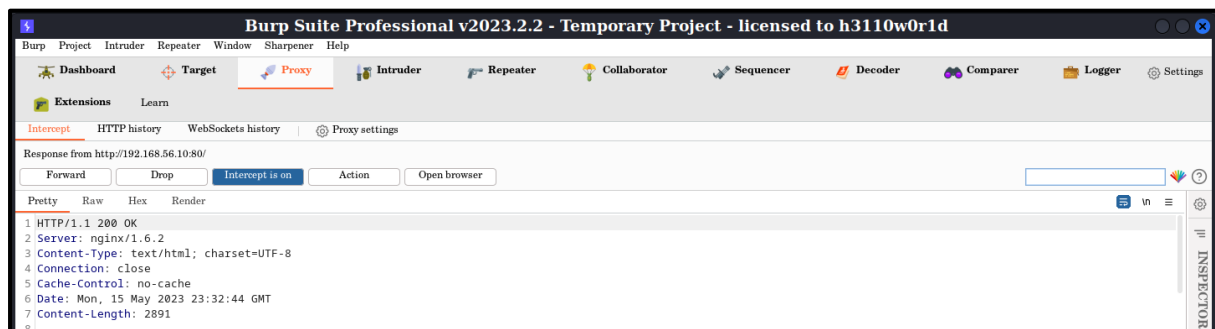 Burp Suite Professional v2023.2.2 - Temporary Project - licensed to h3110w0r1d
Burp Project Intruder Repeater Window Sharpener Help
Dashboard Target Proxy Intruder Repeater Collaborator Sequencer Decoder Comparer Logger Settings
Extensions Learn
Intercept HTTP history WebSockets history Proxy settings
Response from http://192.168.56.10:80/
Forward Drop Intercept is on Action Open browser
Pretty Raw Hex Render \n
1 HTTP/1.1 200 OK
2 Server: nginx/1.6.2
3 Content-Type: text/html; charset=UTF-8
4 Connection: close
5 Cache-Control: no-cache
6 Date: Mon, 15 May 2023 23:32:44 GMT
7 Content-Length: 2891
8
INSPECTOR